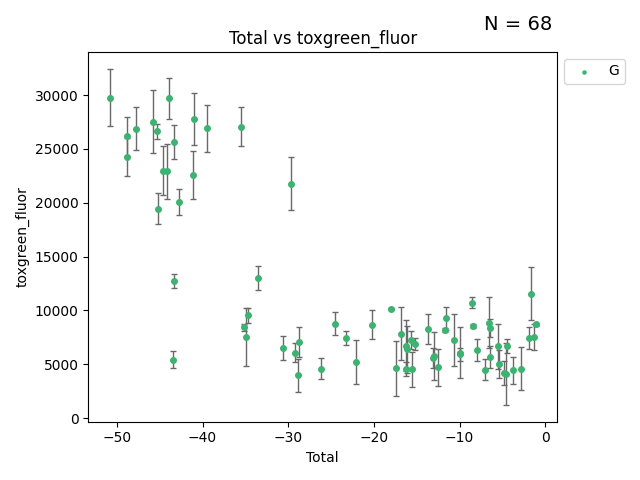 N = 68
Total vs toxgreen_fluor
G
30000
25000
20000
15000
10000
5000
0
toxgreen_fluor
−50 −40 −30 −20 −10 0
Total